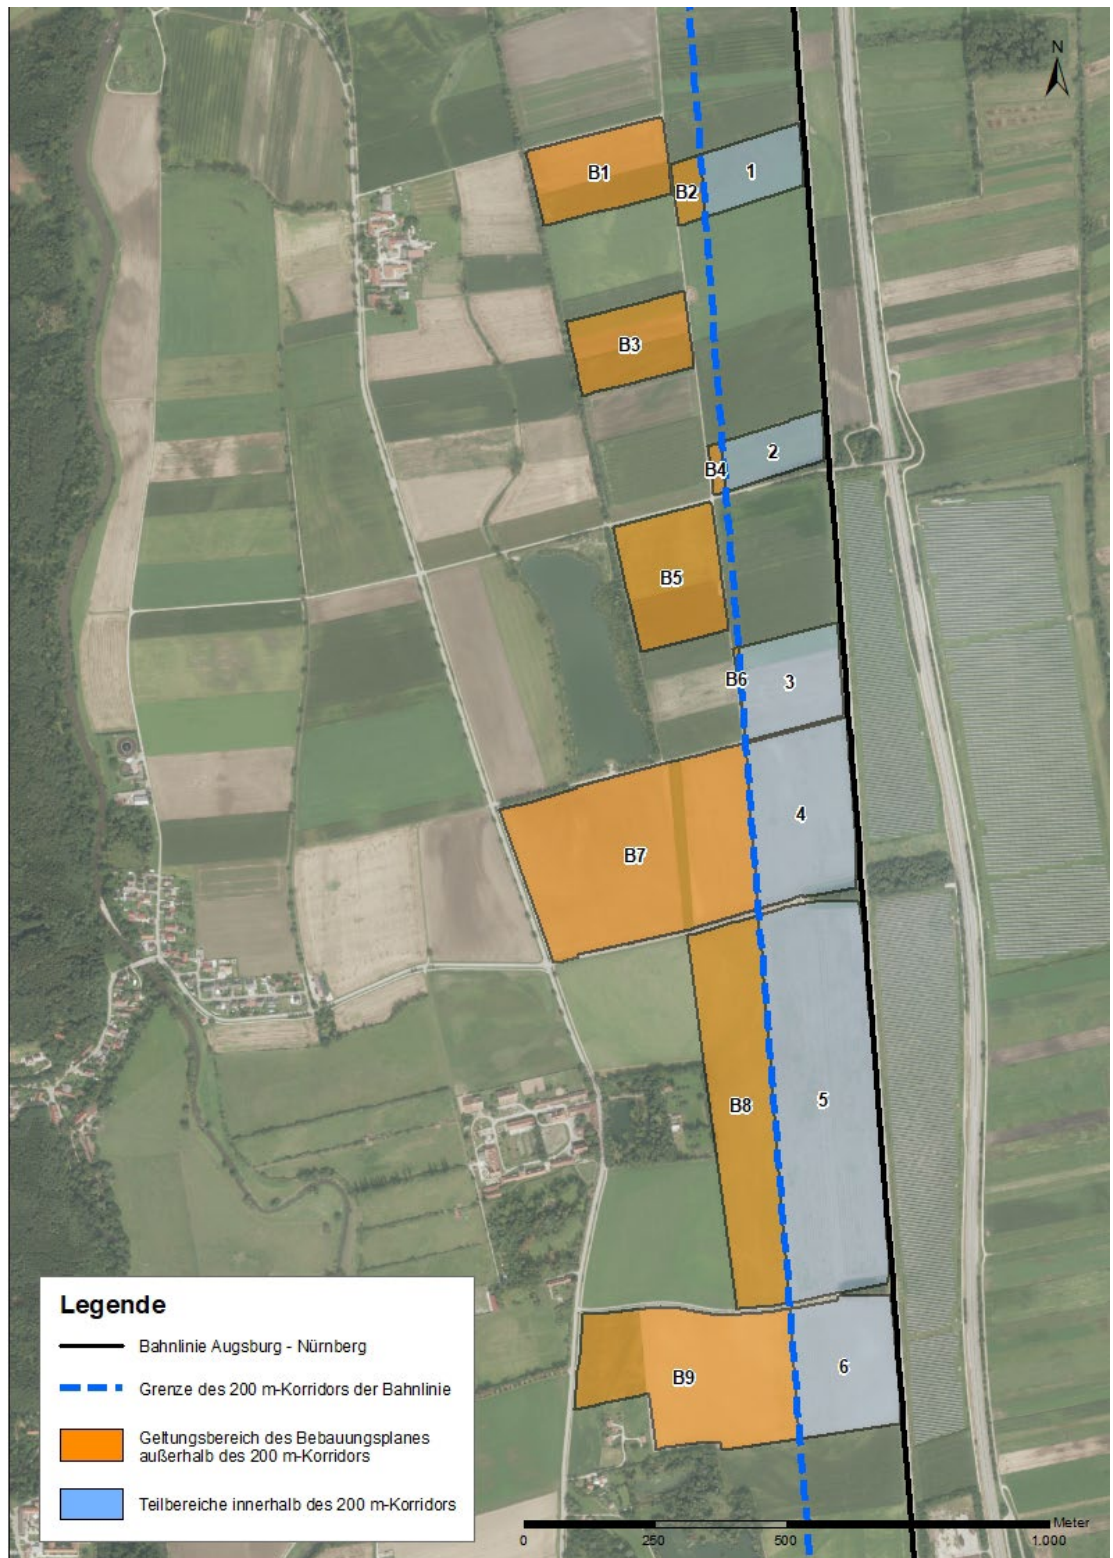 N
B1
B2
1
B3
2
B4
B5
B6
3
4
B7
5
B8
6
B9
Legende
Bahnlinie Augsburg - Nürnberg
Grenze des 200 m-Korridors der Bahnlinie
Geltungsbereich des Bebauungsplanes
außerhalb des 200 m-Korridors
Teilbereiche innerhalb des 200 m-Korridors
Meter
0 250 500 1.000